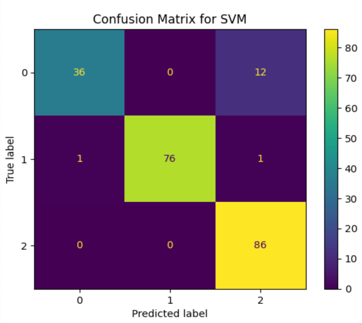 Confusion Matrix for SVM
0 36 0 12
1 1 76 1
2 0 0 86
0 1 2
Predicted label
True label
80
70
60
50
40
30
20
10
0